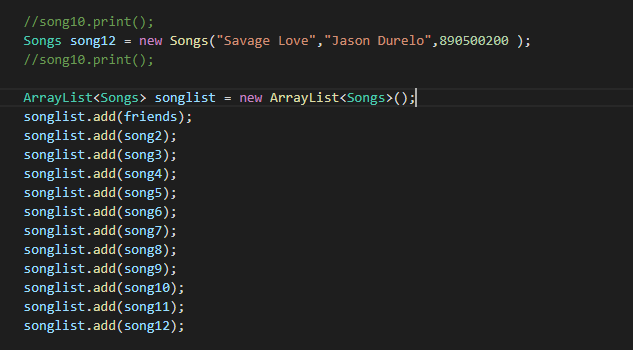 //song10.print();
Songs song12 = new Songs("Savage Love","Jason Durelo",890500200 );
//song10.print();
ArrayList<Songs> songlist = new ArrayList<Songs>();
songlist.add(friends);
songlist.add(song2);
songlist.add(song3);
songlist.add(song4);
songlist.add(song5);
songlist.add(song6);
songlist.add(song7);
songlist.add(song8);
songlist.add(song9);
songlist.add(song10);
songlist.add(song11);
songlist.add(song12);